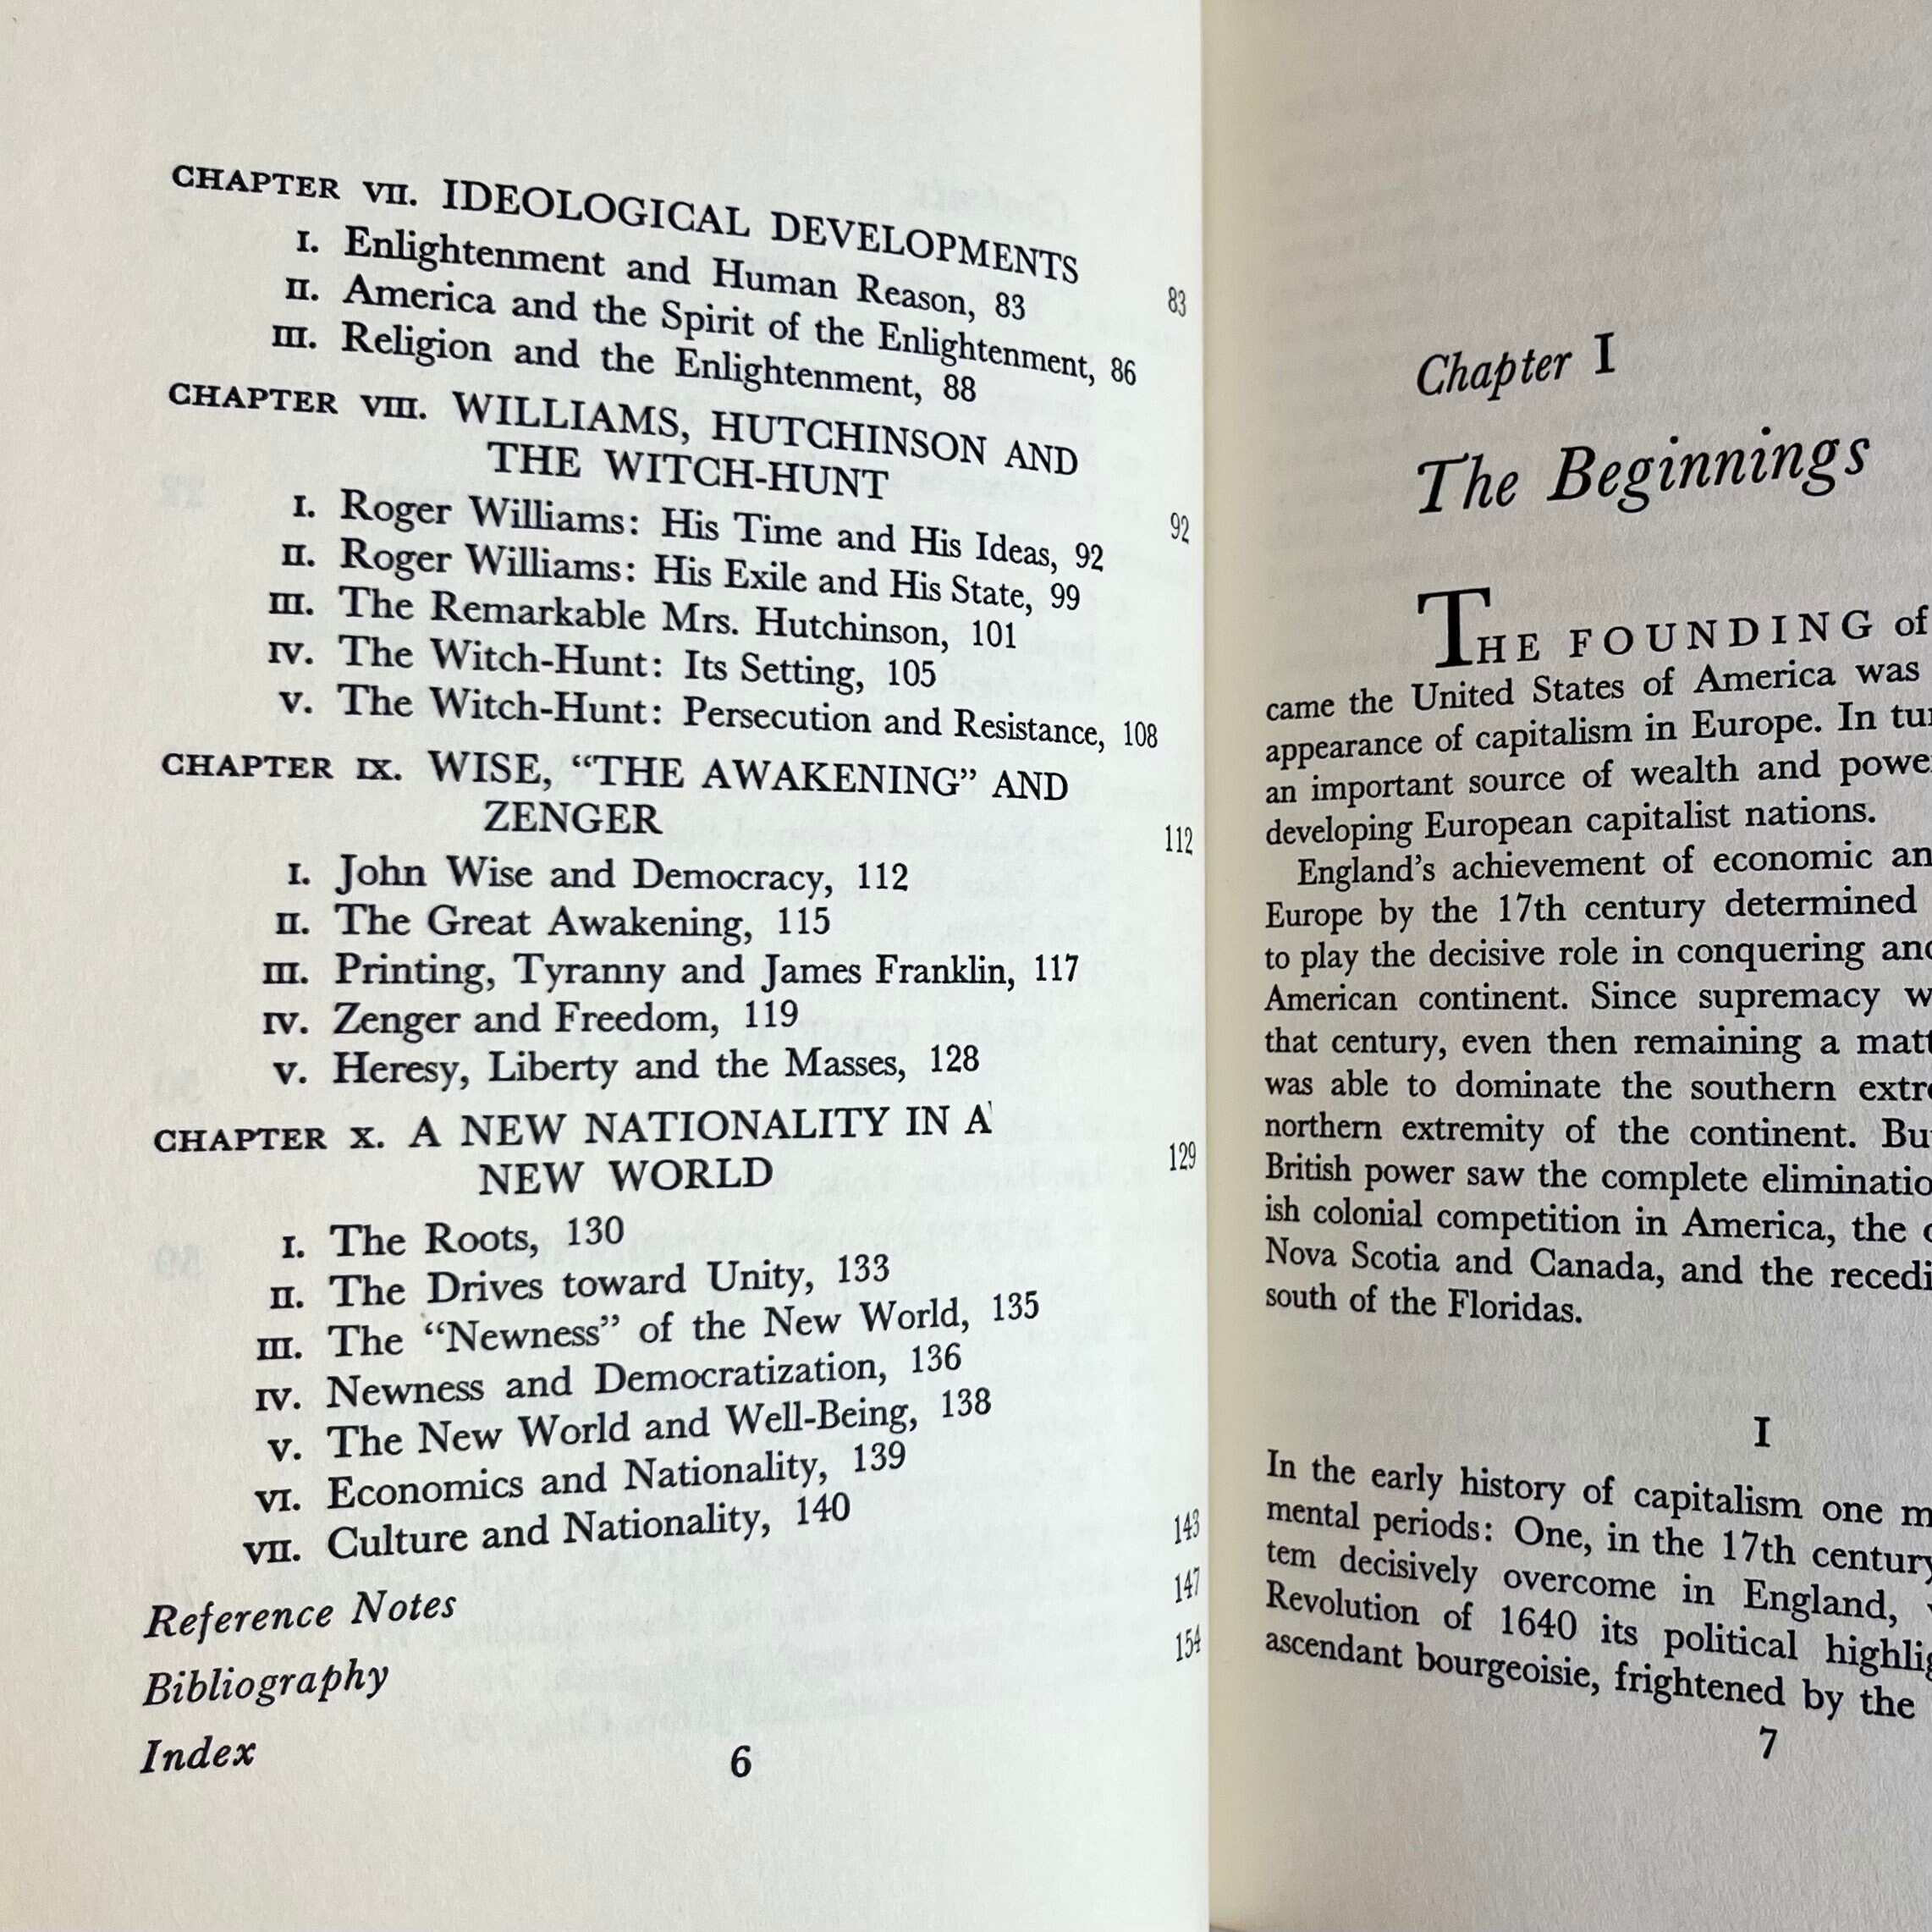 CHAPTER VII. IDEOLOGICAL DEVELOPMENTS 83
I. Enlightenment and Human Reason, 83
II. America and the Spirit of the Enlightenment, 86
III. Religion and the Enlightenment, 88
CHAPTER VIII. WILLIAMS, HUTCHINSON AND
THE WITCH-HUNT 92
I. Roger Williams: His Time and His Ideas, 92
II. Roger Williams: His Exile and His State, 99
III. The Remarkable Mrs. Hutchinson, 101
IV. The Witch-Hunt: Its Setting, 105
V. The Witch-Hunt: Persecution and Resistance, 108
CHAPTER IX. WISE, “THE AWAKENING” AND
ZENGER 112
I. John Wise and Democracy, 112
II. The Great Awakening, 115
III. Printing, Tyranny and James Franklin, 117
IV. Zenger and Freedom, 119
V. Heresy, Liberty and the Masses, 128
CHAPTER X. A NEW NATIONALITY IN A
NEW WORLD 129
I. The Roots, 130
II. The Drives toward Unity, 133
III. The “Newness” of the New World, 135
IV. Newness and Democratization, 136
V. The New World and Well-Being, 138
VI. Economics and Nationality, 139
VII. Culture and Nationality, 140
Reference Notes 143
Bibliography 147
Index 154
6
Chapter I
The Beginnings
THE FOUNDING of
came the United States of America was
appearance of capitalism in Europe. In
an important source of wealth and
developing European capitalist nations.
England’s achievement of economic
Europe by the 17th century determined
to play the decisive role in conquering
American continent. Since supremacy
that century, even then remaining a
was able to dominate the southern
northern extremity of the continent.
British power saw the complete
ish colonial competition in America, the
Nova Scotia and Canada, and the
south of the Floridas.
I
In the early history of capitalism one
mental periods: One, in the 17th century
tem decisively overcome in England,
Revolution of 1640 its political
ascendant bourgeoisie, frightened by the
7